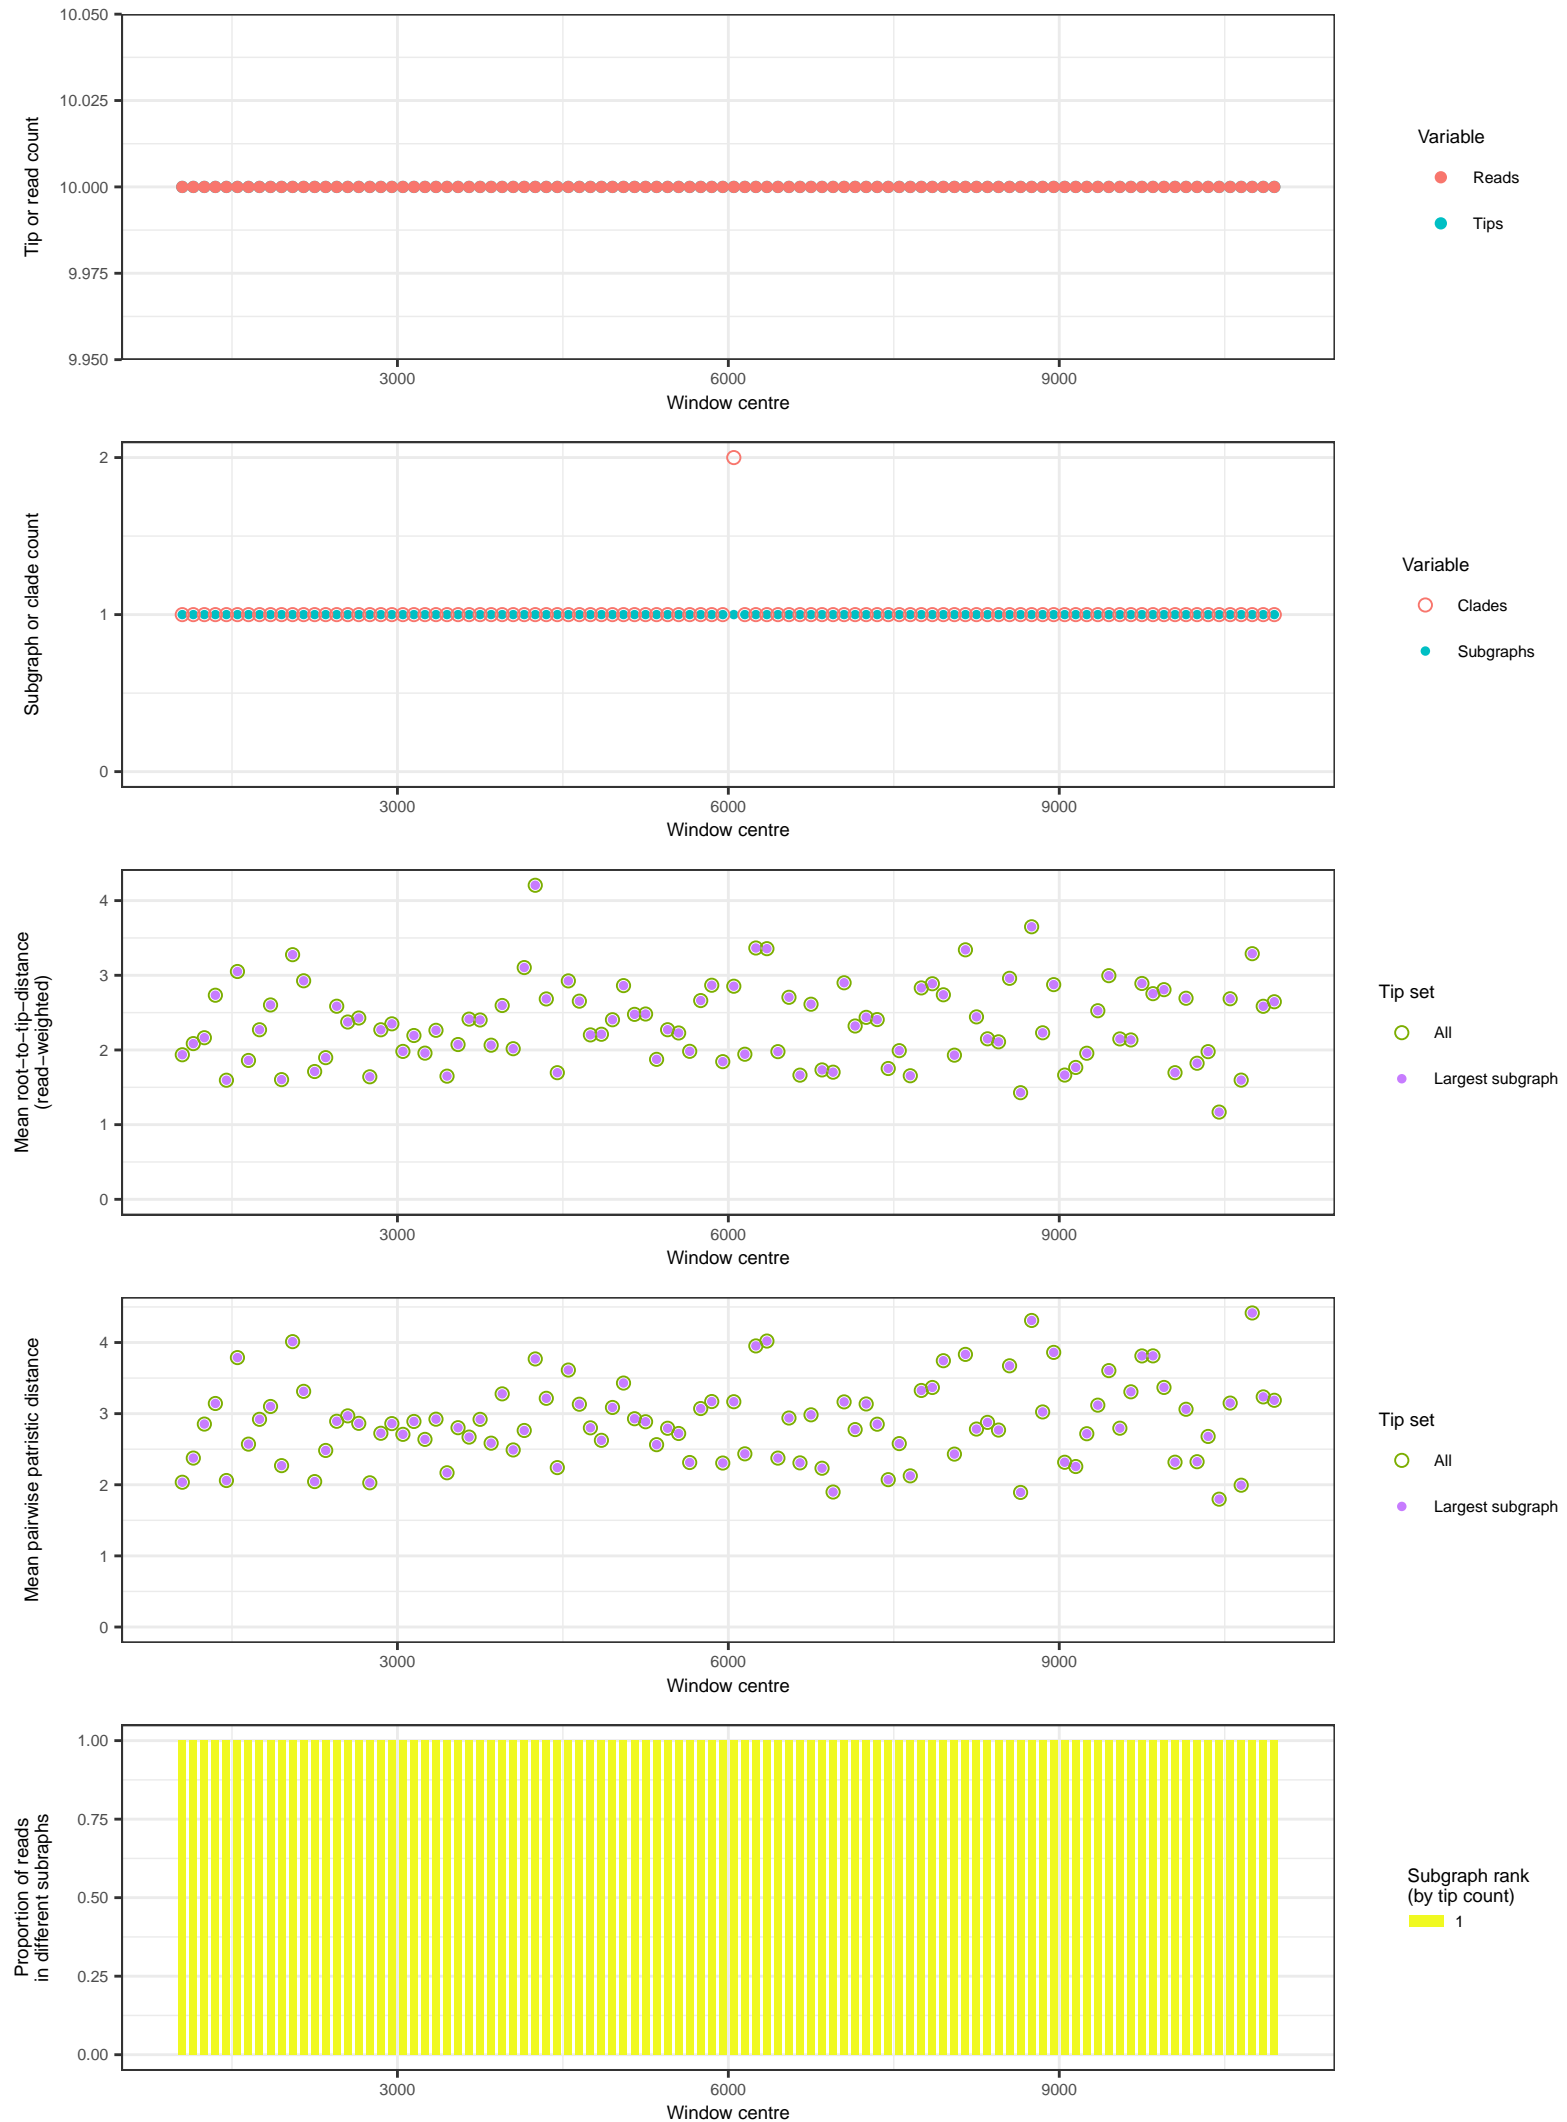 10.050
10.025
10.000
9.975
9.950
Tip or read count
3000
6000
9000
Window centre
Variable
Reads
Tips
2
1
0
Subgraph or clade count
3000
6000
9000
Window centre
Variable
Clades
Subgraphs
4
3
2
1
0
Mean root−to−tip−distance
(read−weighted)
3000
6000
9000
Window centre
Tip set
All
Largest subgraph
4
3
2
1
0
Mean pairwise patristic distance
3000
6000
9000
Window centre
Tip set
All
Largest subgraph
1.00
0.75
0.50
0.25
0.00
Proportion of reads
in different subraphs
3000
6000
9000
Window centre
Subgraph rank
(by tip count)
1